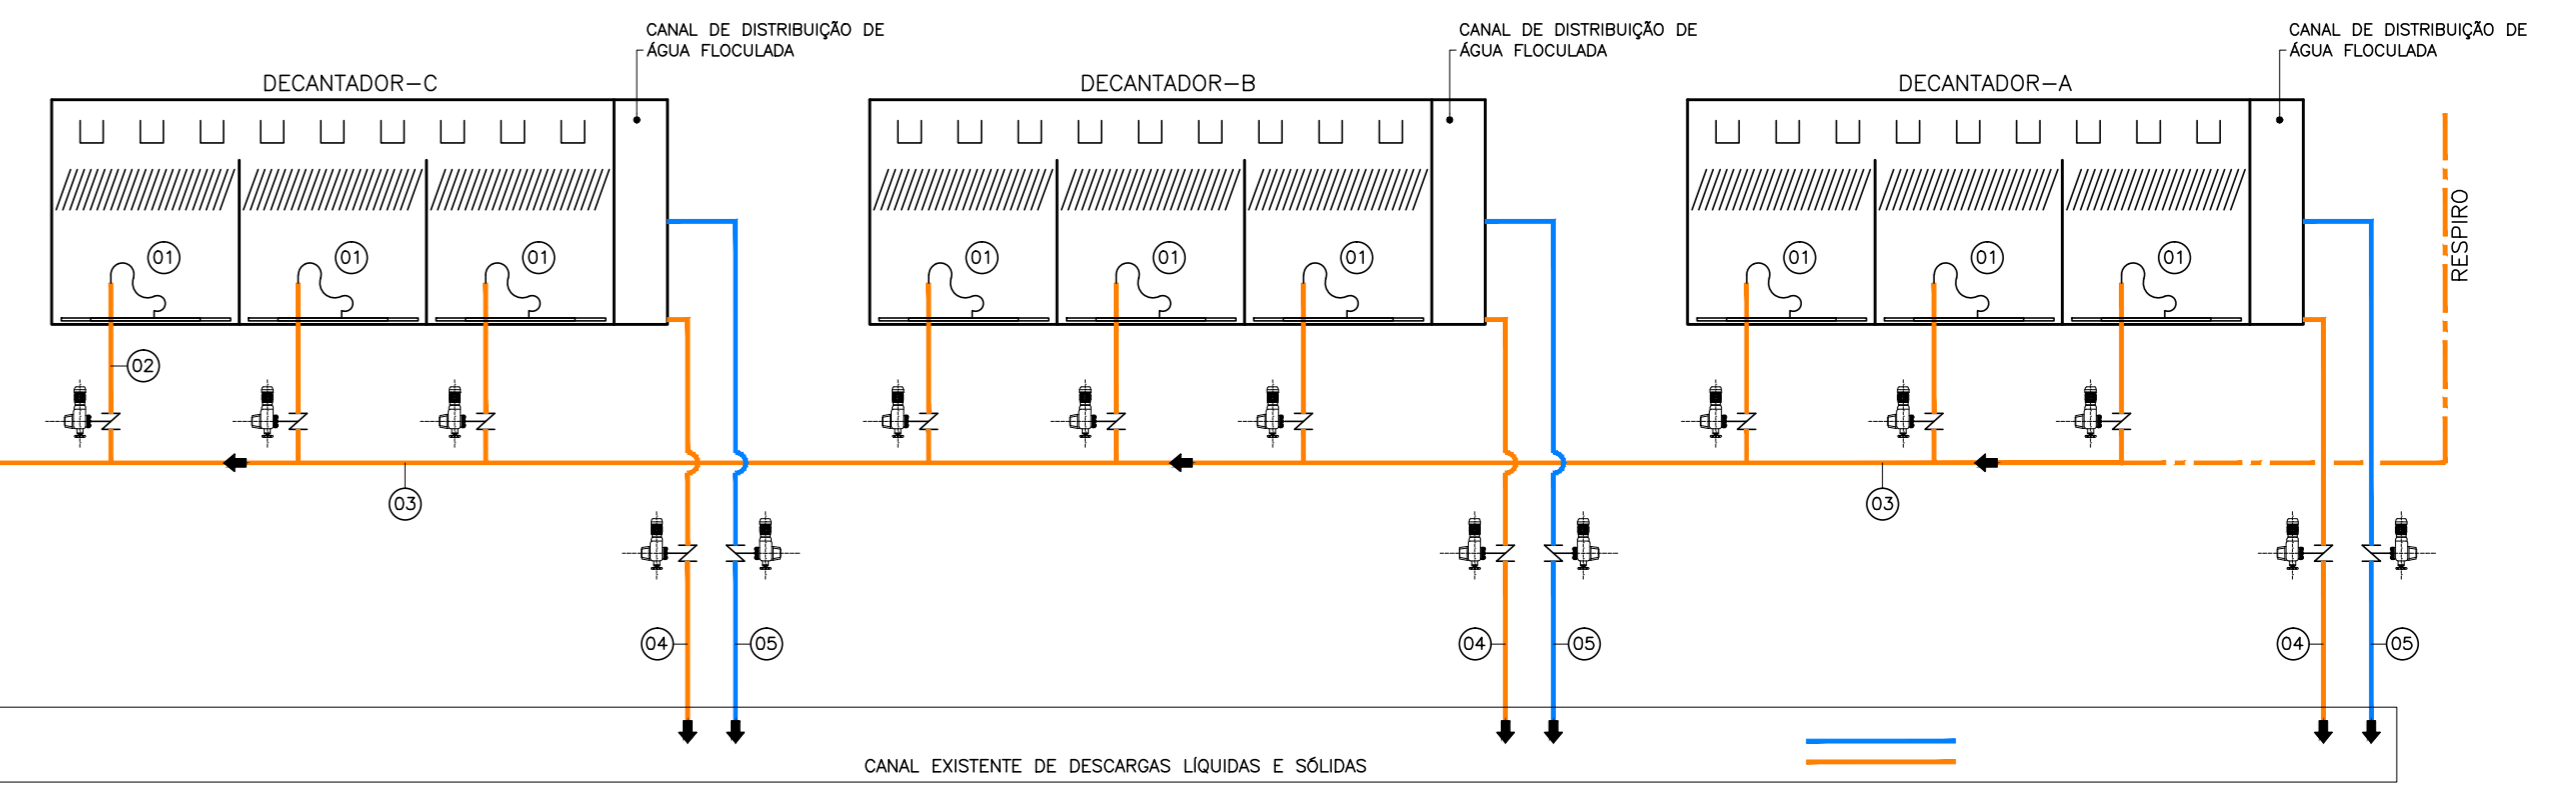 CANAL DE DISTRIBUIÇÃO DE
ÁGUA FLOCULADA
CANAL DE DISTRIBUIÇÃO DE
ÁGUA FLOCULADA
CANAL DE DISTRIBUIÇÃO DE
ÁGUA FLOCULADA
DECANTADOR-C
DECANTADOR-B
DECANTADOR-A
RESPIRO
01
01
01
01
01
01
01
01
01
02
03
03
04
05
04
05
04
05
CANAL EXISTENTE DE DESCARGAS LÍQUIDAS E SÓLIDAS